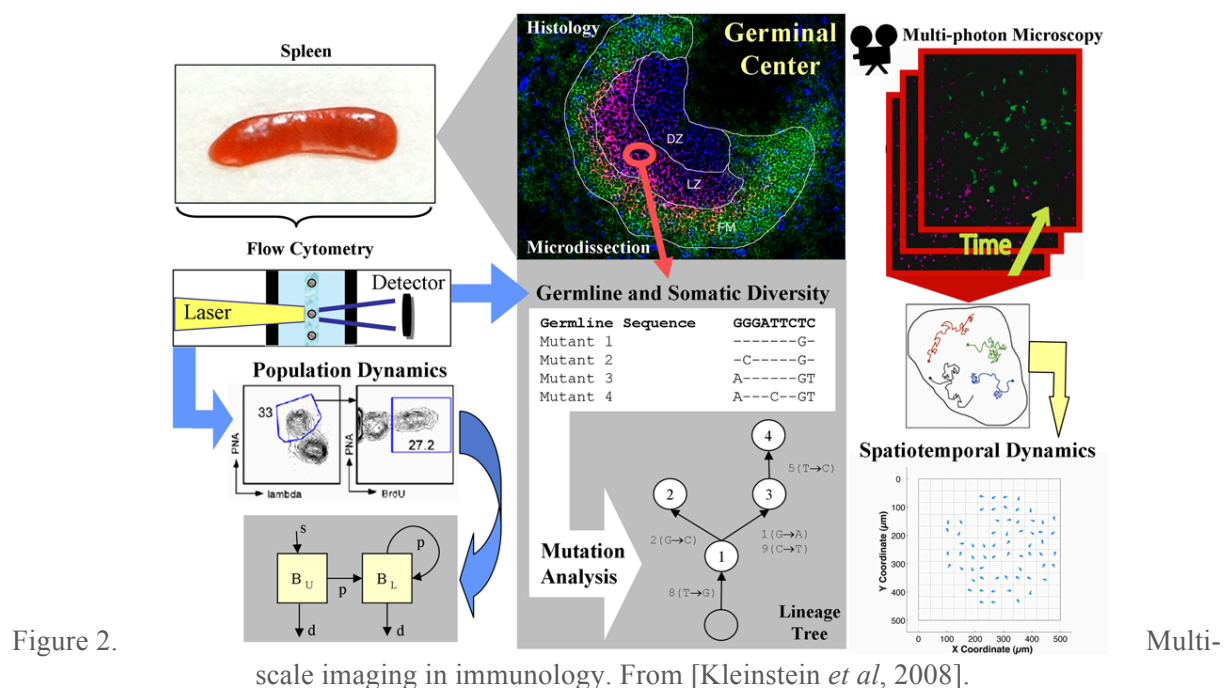 Spleen
Histology
Germinal
Center
DZ
LZ
FM
Microdissection
Multi-photon Microscopy
Time
Flow Cytometry
Laser
Detector
Population Dynamics
33
PNA
lambda
PNA
27.2
BrdU
s
p
B U
p
B L
d
d
Germline and Somatic Diversity
Germline Sequence GGGATTCTC
Mutant 1 -------G-
Mutant 2 -C-----G-
Mutant 3 A------GT
Mutant 4 A---C--GT
4
5(T→C)
2
3
2(G→C)
1(G→A)
9(C→T)
1
8(T→G)
Mutation
Analysis
Lineage
Tree
Spatiotemporal Dynamics
0
100
200
300
400
500
Y Coordinate (μm)
0 100 200 300 400 500
X Coordinate (μm)
Figure 2. Multi-
scale imaging in immunology. From [Kleinstein et al, 2008].